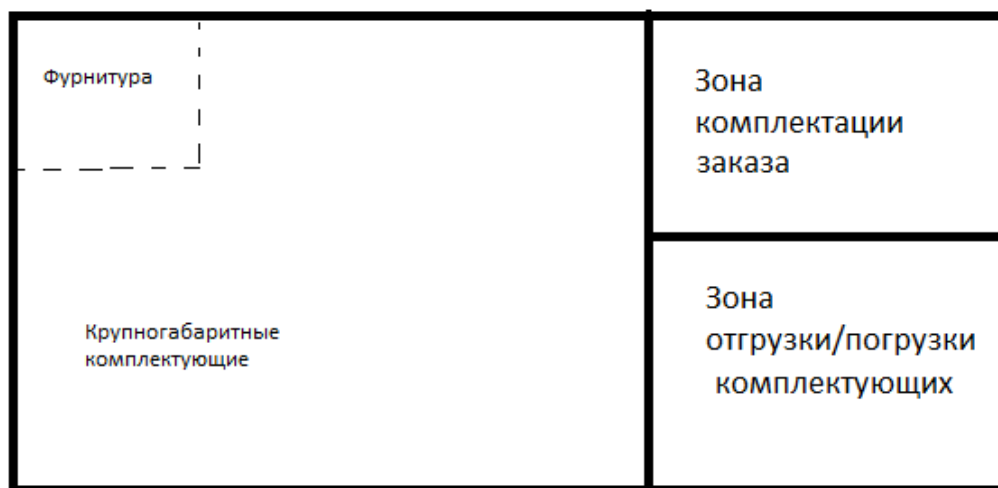 Фурнитура
Зона
комплектации
заказа
Крупногабаритные
комплектующие
Зона
отгрузки/погрузки
комплектующих